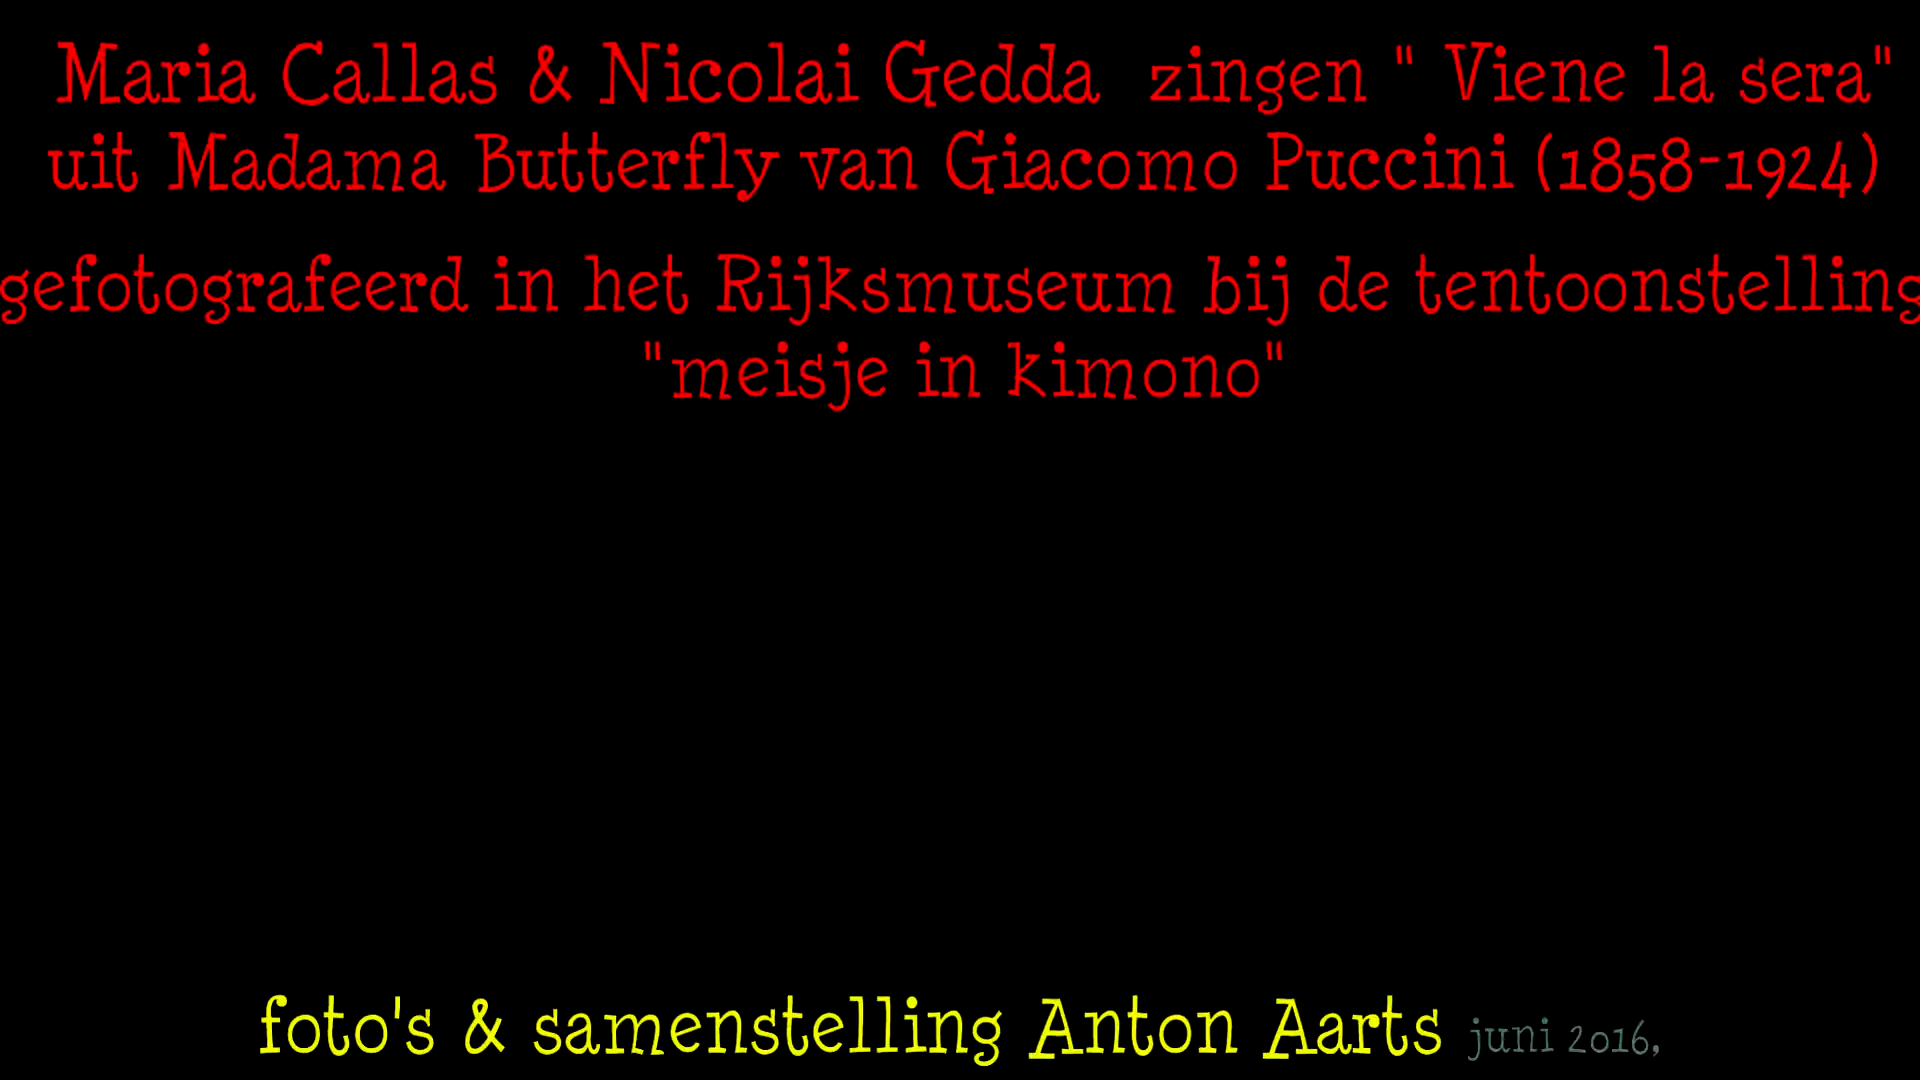 Maria Callas & Nicolai Gedda zingen " Viene la sera"
uit Madama Butterfly van Giacomo Puccini (1858-1924)
gefotografeerd in het Rijksmuseum bij de tentoonstelling
"meisje in kimono"
foto's & samenstelling Anton Aarts juni 2016,